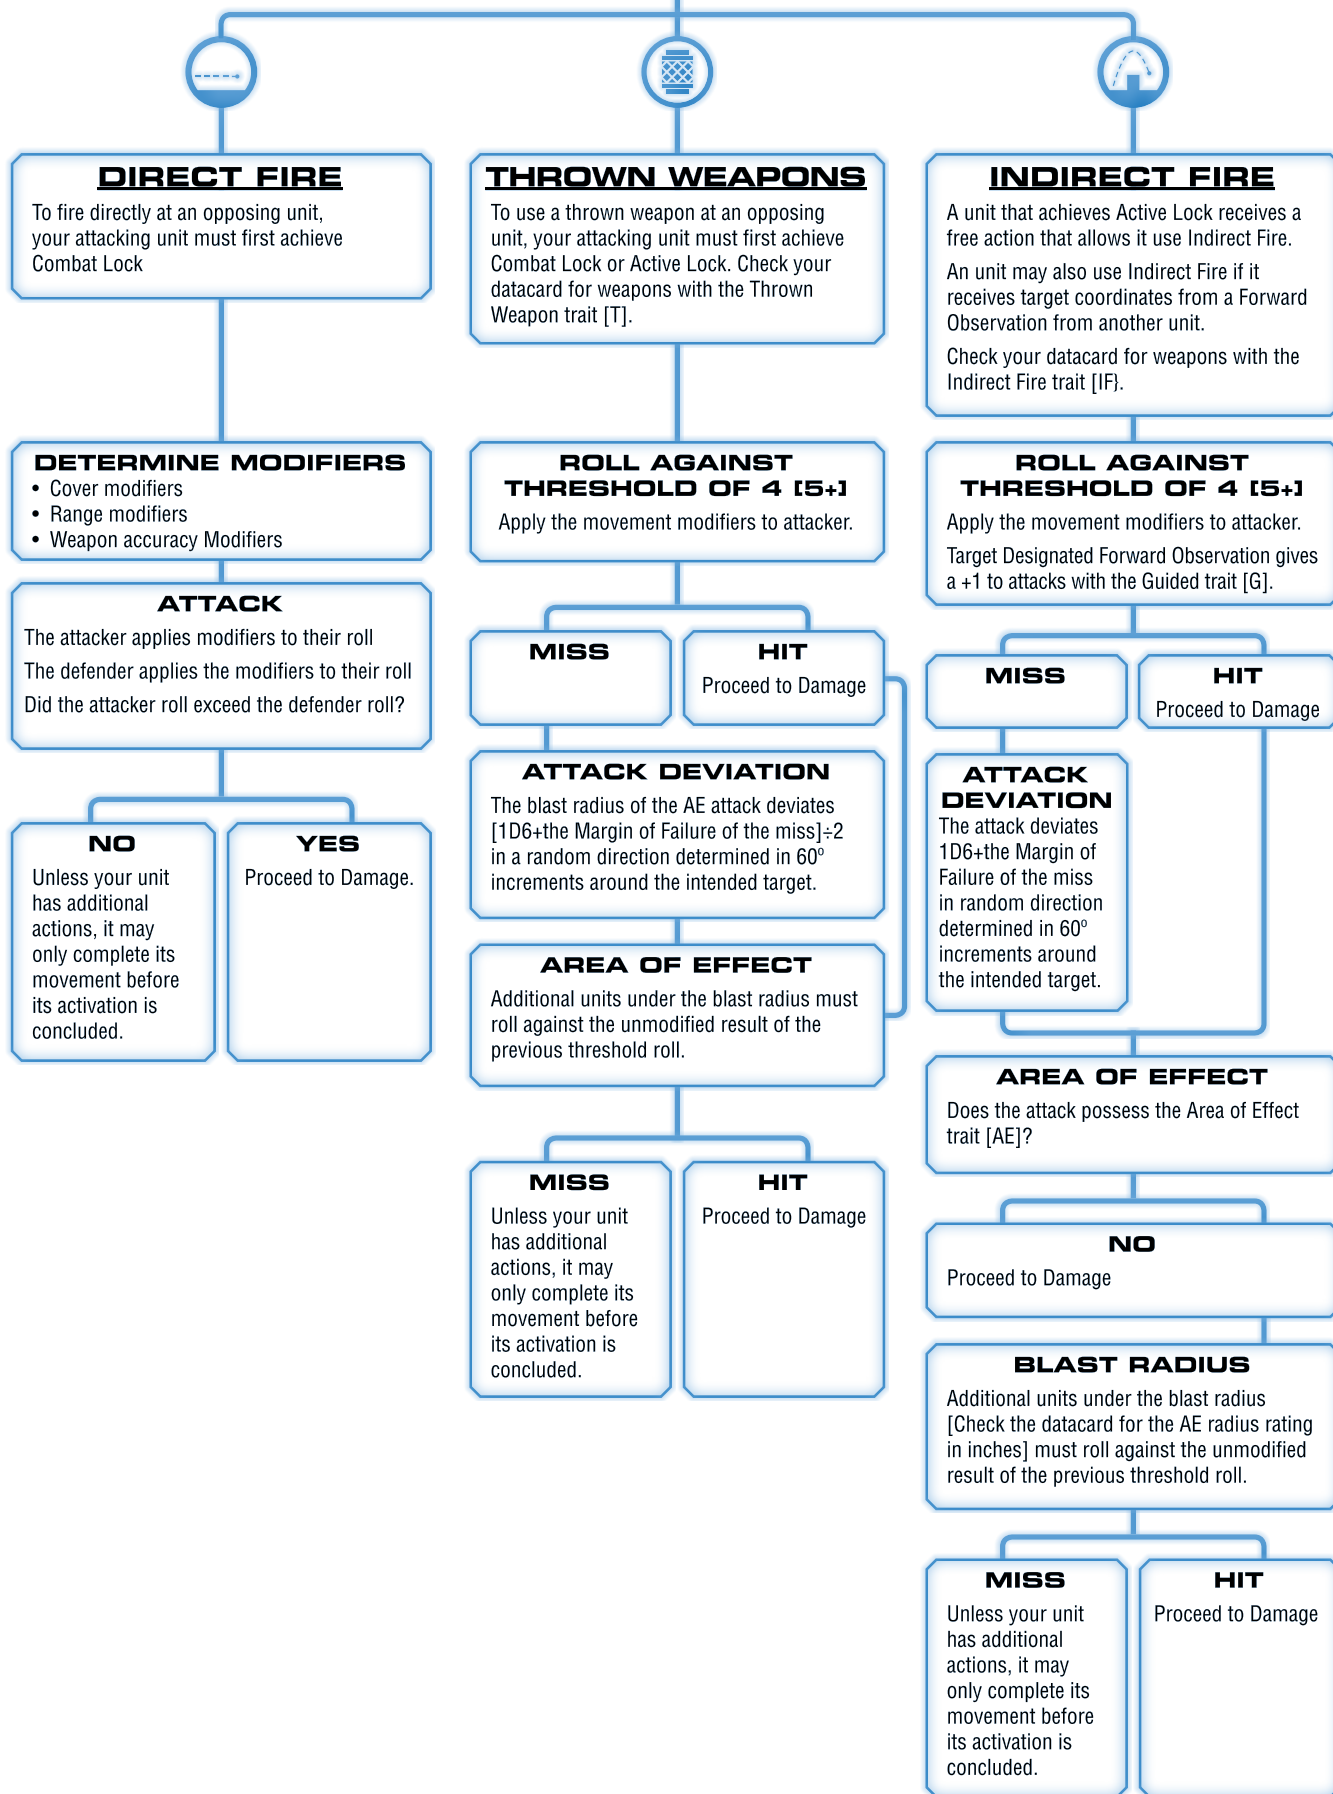 DIRECT FIRE
To fire directly at an opposing unit,
your attacking unit must first achieve
Combat Lock
DETERMINE MODIFIERS
• Cover modifiers
• Range modifiers
• Weapon accuracy Modifiers
ATTACK
The attacker applies modifiers to their roll
The defender applies the modifiers to their roll
Did the attacker roll exceed the defender roll?
NO
Unless your unit
has additional
actions, it may
only complete its
movement before
its activation is
concluded.
YES
Proceed to Damage.
THROWN WEAPONS
To use a thrown weapon at an opposing
unit, your attacking unit must first achieve
Combat Lock or Active Lock. Check your
datacard for weapons with the Thrown
Weapon trait [T].
ROLL AGAINST
THRESHOLD OF 4 [5+]
Apply the movement modifiers to attacker.
MISS
HIT
Proceed to Damage
ATTACK DEVIATION
The blast radius of the AE attack deviates
[1D6+the Margin of Failure of the miss]÷2
in a random direction determined in 60º
increments around the intended target.
AREA OF EFFECT
Additional units under the blast radius must
roll against the unmodified result of the
previous threshold roll.
MISS
Unless your unit
has additional
actions, it may
only complete its
movement before
its activation is
concluded.
HIT
Proceed to Damage
INDIRECT FIRE
A unit that achieves Active Lock receives a
free action that allows it use Indirect Fire.
An unit may also use Indirect Fire if it
receives target coordinates from a Forward
Observation from another unit.
Check your datacard for weapons with the
Indirect Fire trait [IF}.
ROLL AGAINST
THRESHOLD OF 4 [5+]
Apply the movement modifiers to attacker.
Target Designated Forward Observation gives
a +1 to attacks with the Guided trait [G].
MISS
HIT
Proceed to Damage
ATTACK
DEVIATION
The attack deviates
1D6+the Margin of
Failure of the miss
in random direction
determined in 60º
increments around
the intended target.
AREA OF EFFECT
Does the attack possess the Area of Effect
trait [AE]?
NO
Proceed to Damage
BLAST RADIUS
Additional units under the blast radius
[Check the datacard for the AE radius rating
in inches] must roll against the unmodified
result of the previous threshold roll.
MISS
Unless your unit
has additional
actions, it may
only complete its
movement before
its activation is
concluded.
HIT
Proceed to Damage